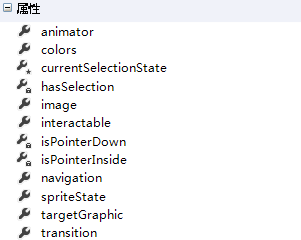 属性
animator
colors
currentSelectionState
hasSelection
image
interactable
isPointerDown
isPointerInside
navigation
spriteState
targetGraphic
transition